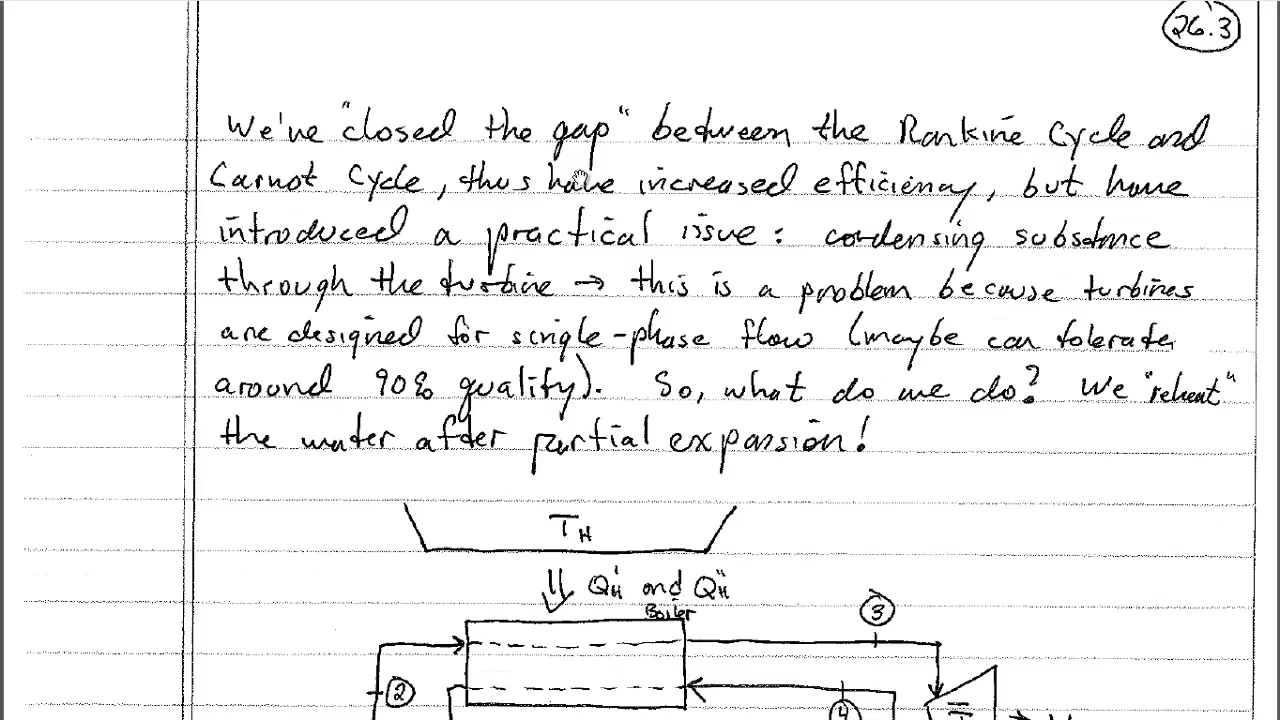 26.3
We've "closed the gap" between the Rankine Cycle and
Carnot Cycle, thus have increased efficiency, but have
introduced a practical issue: condensing substance
through the turbine → this is a problem because turbines
are designed for single-phase flow (maybe can tolerate
around 90% quality). So, what do we do? We "reheat"
the water after partial expansion!
T_H
Q_H' and Q_H"
Boiler
3
2
4